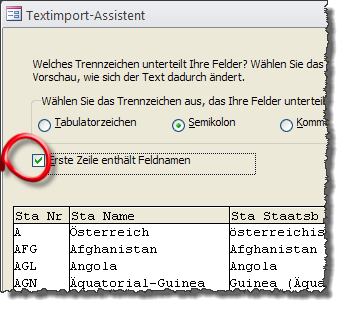 Textimport-Assistent
Welches Trennzeichen unterteilt Ihre Felder? Wählen Sie das
Vorschau, wie sich der Text dadurch ändert.
Wählen Sie das Trennzeichen aus, das Ihre Felder unterteil
Tabulatorzeichen Semikolon Komm
Erste Zeile enthält Feldnamen
Sta Nr Sta Name Sta Staatsb
A Österreich österreichis
AFG Afghanistan Afghanistan
AGL Angola Angola
AGN Äquatorial-Guinea Guinea (Äqua